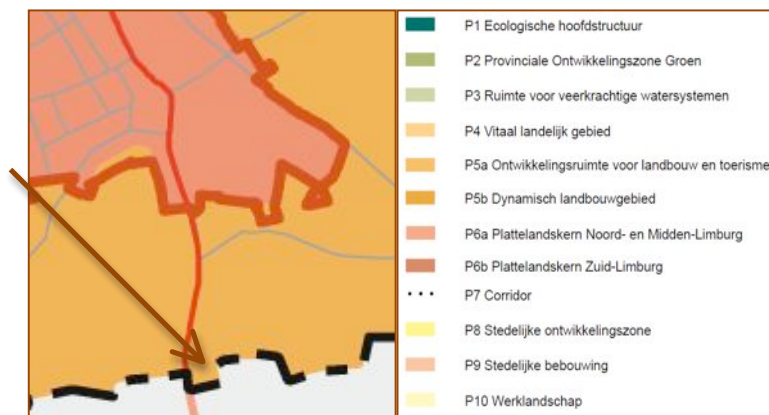 P1 Ecologische hoofdstructuur
P2 Provinciale Ontwikkelingszone Groen
P3 Ruimte voor veerkrachtige watersystemen
P4 Vitaal landelijk gebied
P5a Ontwikkelingsruimte voor landbouw en toerisme
P5b Dynamisch landbouwgebied
P6a Plattelandskern Noord- en Midden-Limburg
P6b Plattelandskern Zuid-Limburg
P7 Corridor
P8 Stedelijke ontwikkelingszone
P9 Stedelijke bebouwing
P10 Werklandschap